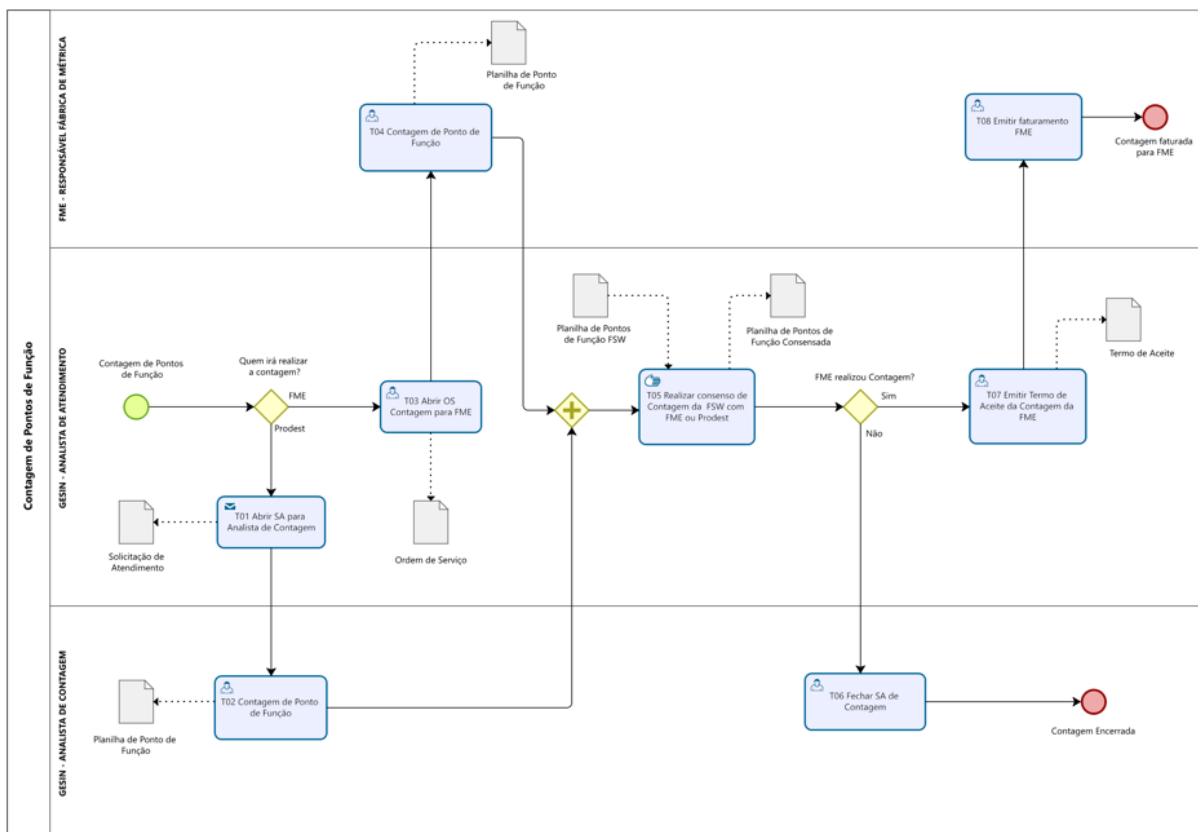 Contagem de Pontos de Função
FME - RESPONSÁVEL FÁBRICA DE MÉTRICA
Planilha de Ponto
de Função
T04 Contagem de Ponto de
Função
T08 Emitir faturamento
FME
Contagem faturada
para FME
GESIN - ANALISTA DE ATENDIMENTO
Contagem de Pontos
de Função
Quem irá realizar
a contagem?
FME
Prodest
T03 Abrir OS
Contagem para FME
Ordem de Serviço
T01 Abrir SA para
Analista de Contagem
Solicitação de
Atendimento
Planilha de Pontos
de Função FSW
Planilha de Pontos de
Função Consensada
T05 Realizar consenso de
Contagem da FSW com
FME ou Prodest
FME realizou Contagem?
Sim
Não
T07 Emitir Termo de
Aceite da Contagem da
FME
Termo de Aceite
GESIN - ANALISTA DE CONTAGEM
T02 Contagem de Ponto
de Função
Planilha de Ponto de
Função
T06 Fechar SA de
Contagem
Contagem Encerrada